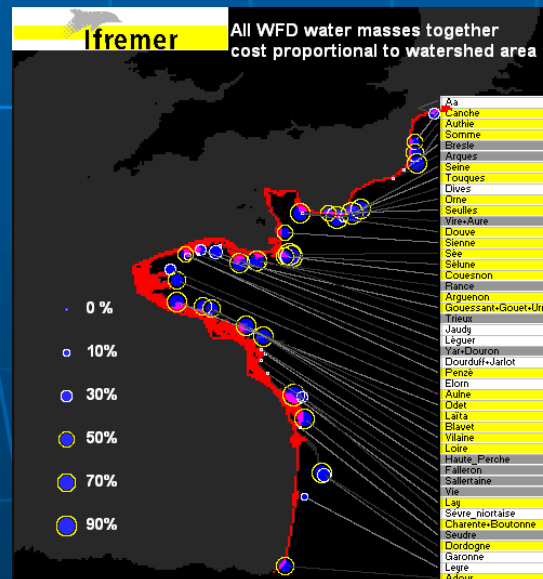 Ifremer
All WFD water masses together
cost proportional to watershed area
Aa
Canche
Authie
Somme
Bresle
Arques
Seine
Touques
Dives
Orne
Seulles
Vire+Aure
Douve
Sienne
Sée
Sélune
Couesnon
Rance
Arguenon
Gouessant+Gouet+Urn
Trieux
Jaudy
Léguer
Yar+Douron
Dourduff+Jarlot
Penzé
Elorn
Aulne
Odet
Laïta
Blavet
Vilaine
Loire
Haute_Perche
Falleron
Sallertaine
Vie
Lay
Sévre_niortaise
Charente+Boutonne
Seudre
Dordogne
Garonne
Leyre
Adour
0 %
10%
30%
50%
70%
90%